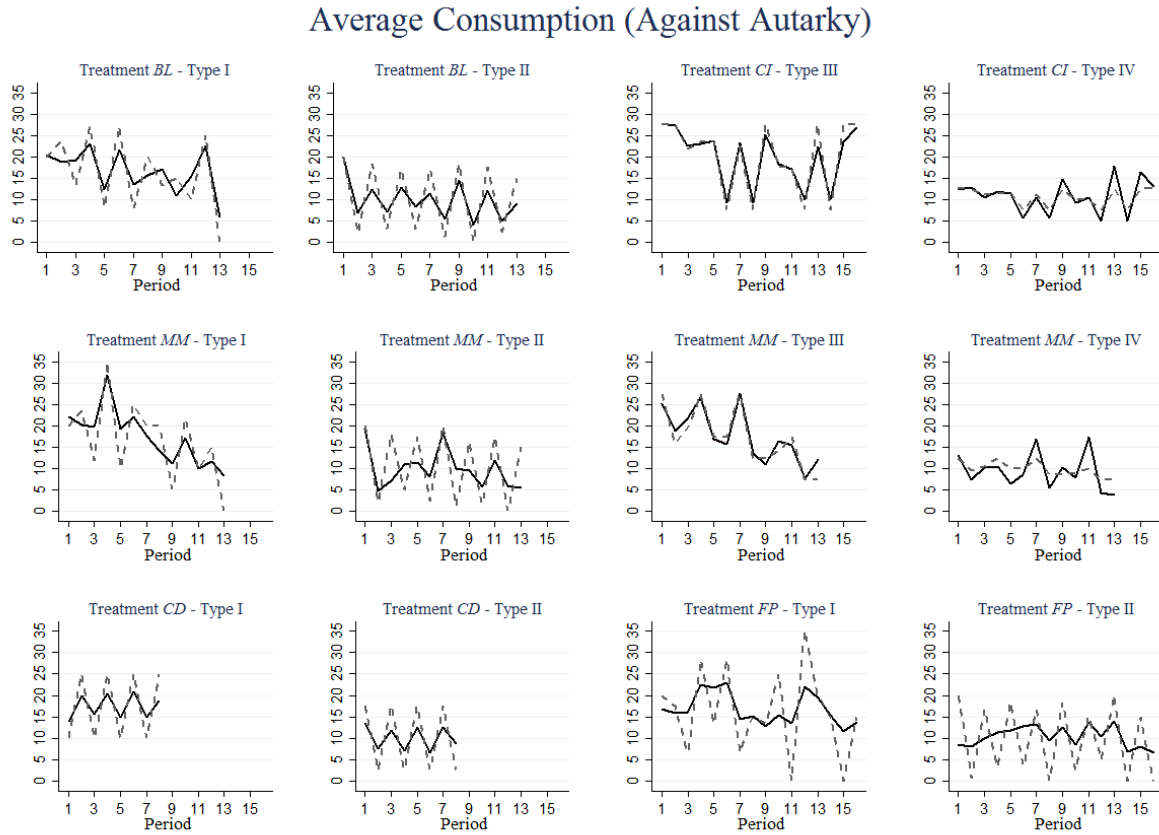 Average Consumption (Against Autarky)
Treatment BL - Type I
Treatment BL - Type II
Treatment CI - Type III
Treatment CI - Type IV
0 5 10 15 20 25 30 35
0 5 10 15 20 25 30 35
0 5 10 15 20 25 30 35
0 5 10 15 20 25 30 35
1 3 5 7 9 11 13 15
1 3 5 7 9 11 13 15
1 3 5 7 9 11 13 15
1 3 5 7 9 11 13 15
Period
Period
Period
Period
Treatment MM - Type I
Treatment MM - Type II
Treatment MM - Type III
Treatment MM - Type IV
0 5 10 15 20 25 30 35
0 5 10 15 20 25 30 35
0 5 10 15 20 25 30 35
0 5 10 15 20 25 30 35
1 3 5 7 9 11 13 15
1 3 5 7 9 11 13 15
1 3 5 7 9 11 13 15
1 3 5 7 9 11 13 15
Period
Period
Period
Period
Treatment CD - Type I
Treatment CD - Type II
Treatment FP - Type I
Treatment FP - Type II
0 5 10 15 20 25 30 35
0 5 10 15 20 25 30 35
0 5 10 15 20 25 30 35
0 5 10 15 20 25 30 35
1 3 5 7 9 11 13 15
1 3 5 7 9 11 13 15
1 3 5 7 9 11 13 15
1 3 5 7 9 11 13 15
Period
Period
Period
Period